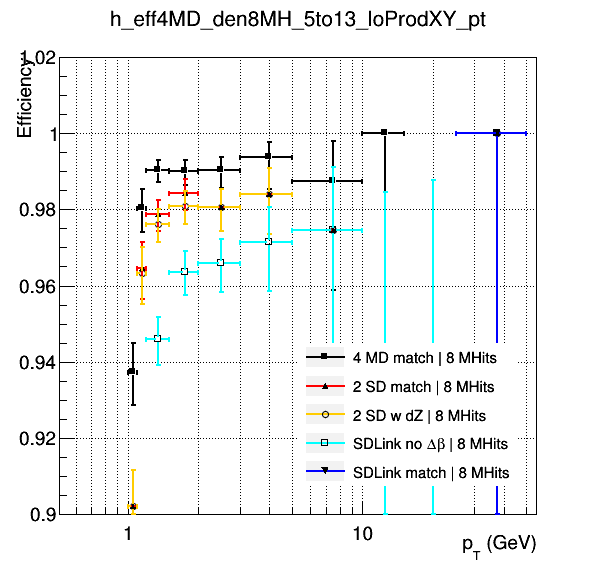 h_eff4MD_den8MH_5to13_loProdXY_pt
Efficiency
1.02
1
0.98
0.96
0.94
0.92
0.9
4 MD match | 8 MHits
2 SD match | 8 MHits
2 SD w dZ | 8 MHits
SDLink no Δβ | 8 MHits
SDLink match | 8 MHits
1
10
p_T (GeV)